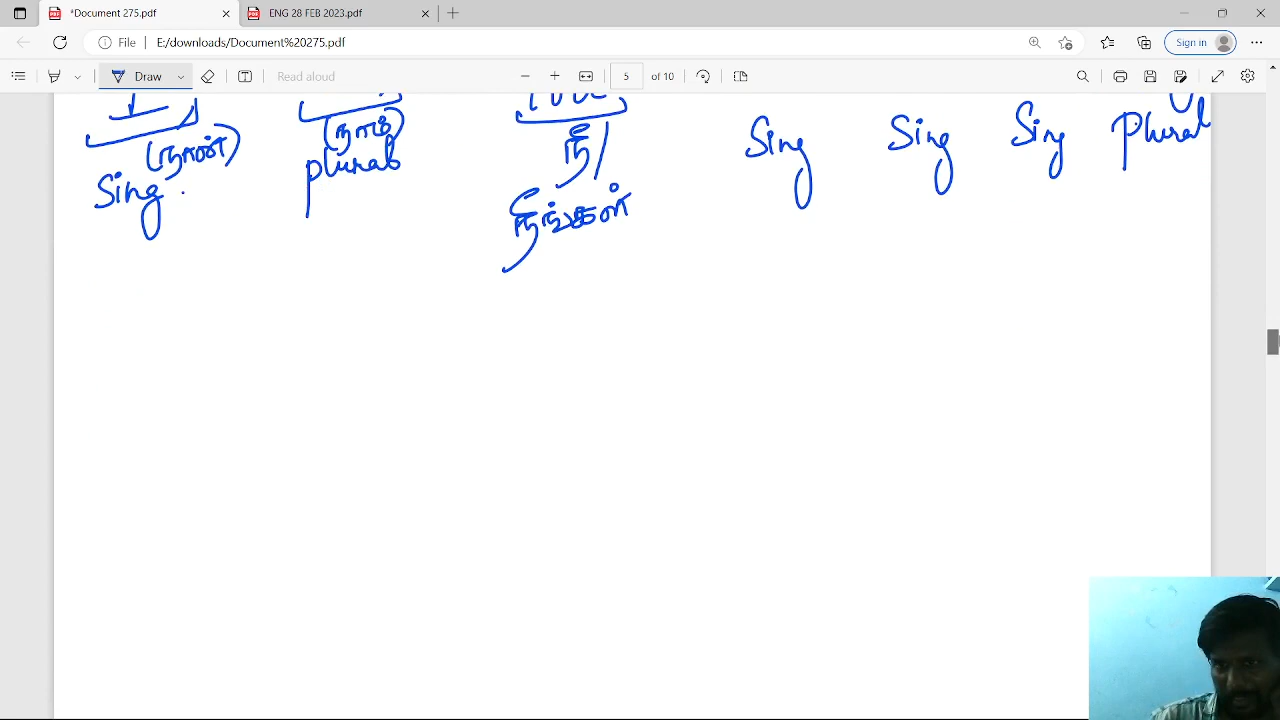 *Document 275.pdf
ENG 28 FEB 2023.pdf
File E:/downloads/Document%20275.pdf
Sign in
Draw Read aloud 5 of 10
I
(நான்) (நாம்) நீ/
Sing plural Sing Sing Sing Plural
நீங்கள்